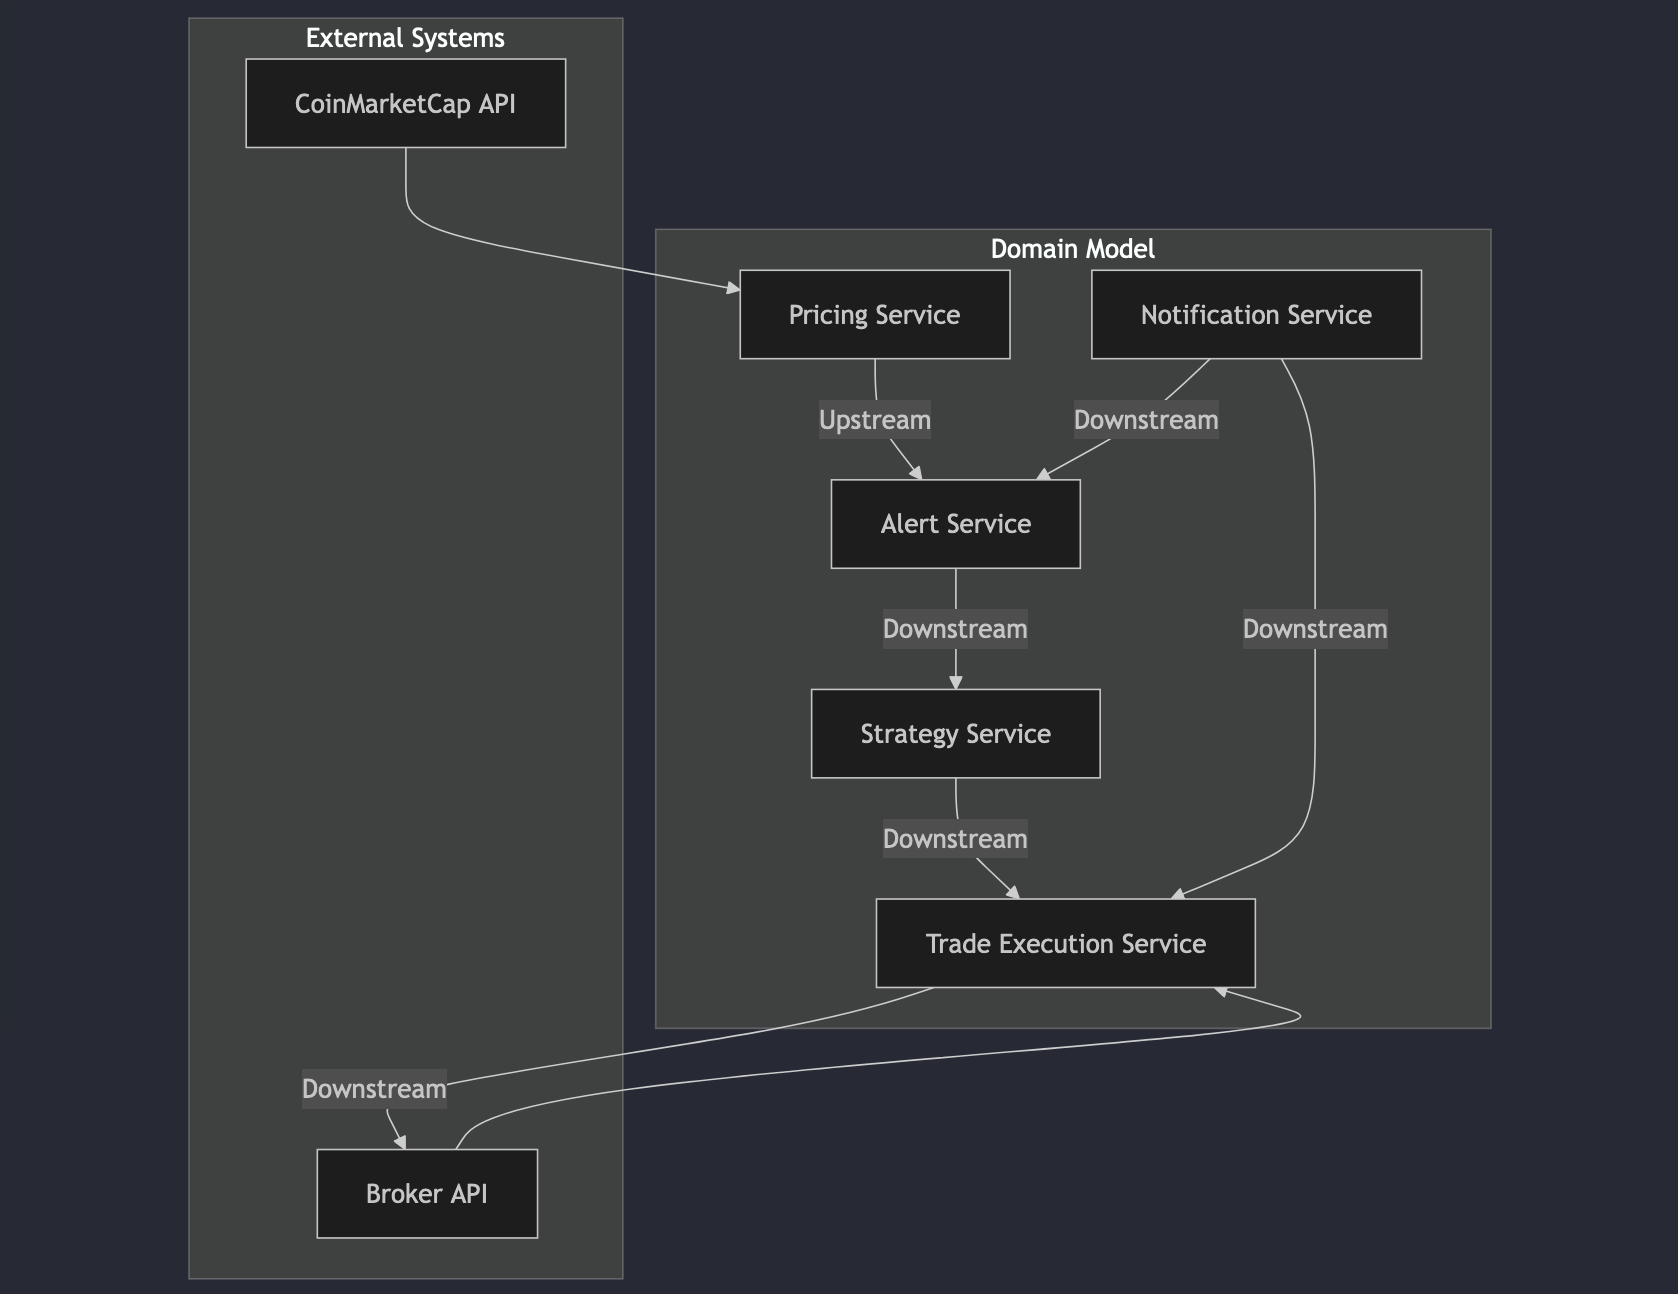 External Systems
CoinMarketCap API
Domain Model
Pricing Service
Notification Service
Upstream
Downstream
Alert Service
Downstream
Downstream
Strategy Service
Downstream
Trade Execution Service
Downstream
Broker API